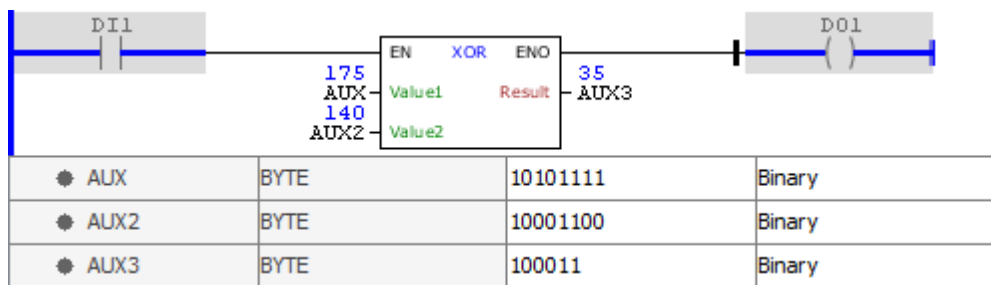 DI1 DO1
EN XOR ENO
175 35
AUX Value1 Result AUX3
140
AUX2 Value2
AUX BYTE 10101111 Binary
AUX2 BYTE 10001100 Binary
AUX3 BYTE 100011 Binary